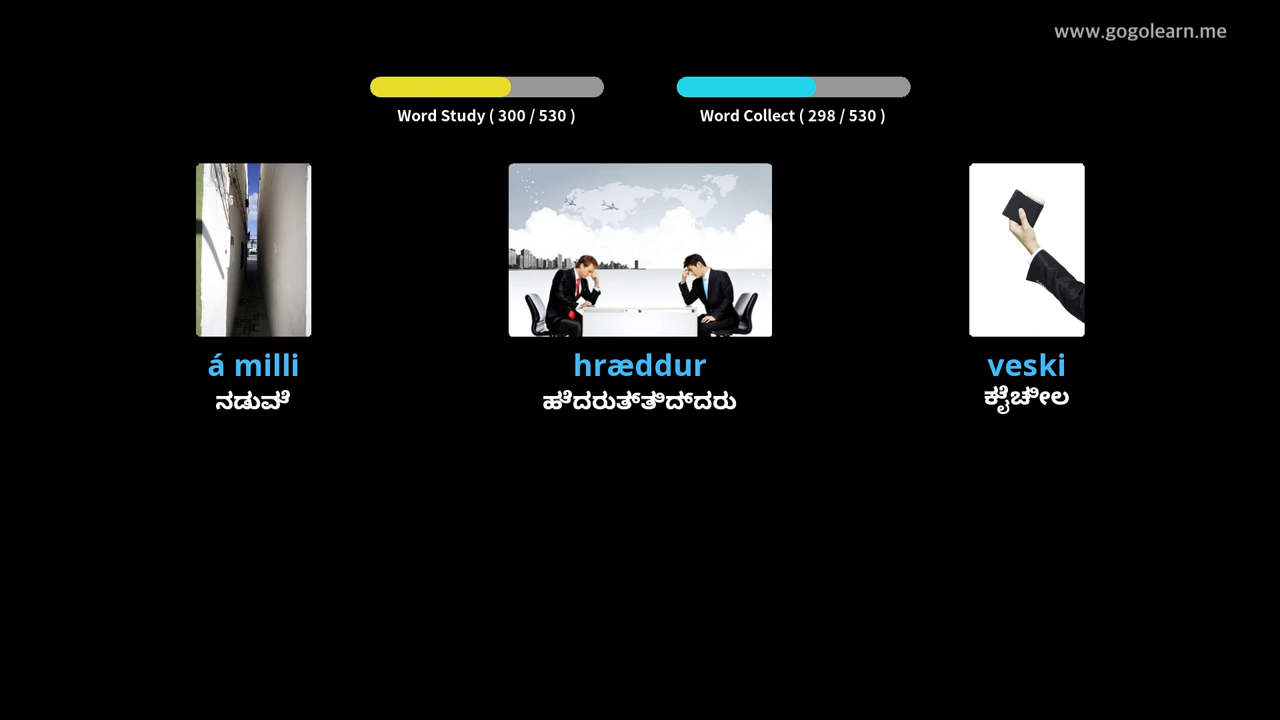 www.gogolearn.me
Word Study ( 300 / 530 )
Word Collect ( 298 / 530 )
á milli
hræddur
veski
ನಡುವೆ
ಹೆದರುತ್ತಿದ್ದರು
ಕೈಚೀಲ